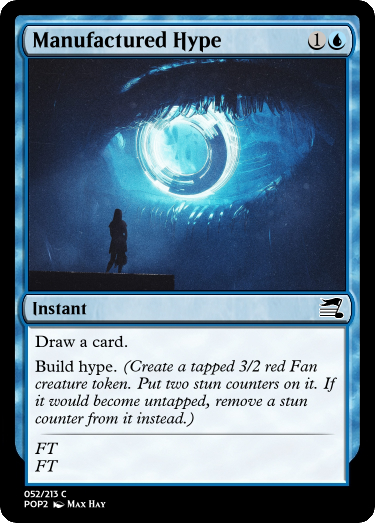 Manufactured Hype 1
Instant
Draw a card.
Build hype. (Create a tapped 3/2 red Fan
creature token. Put two stun counters on it. If
it would become untapped, remove a stun
counter from it instead.)
FT
FT
052/213 C
POP2 Max Hay